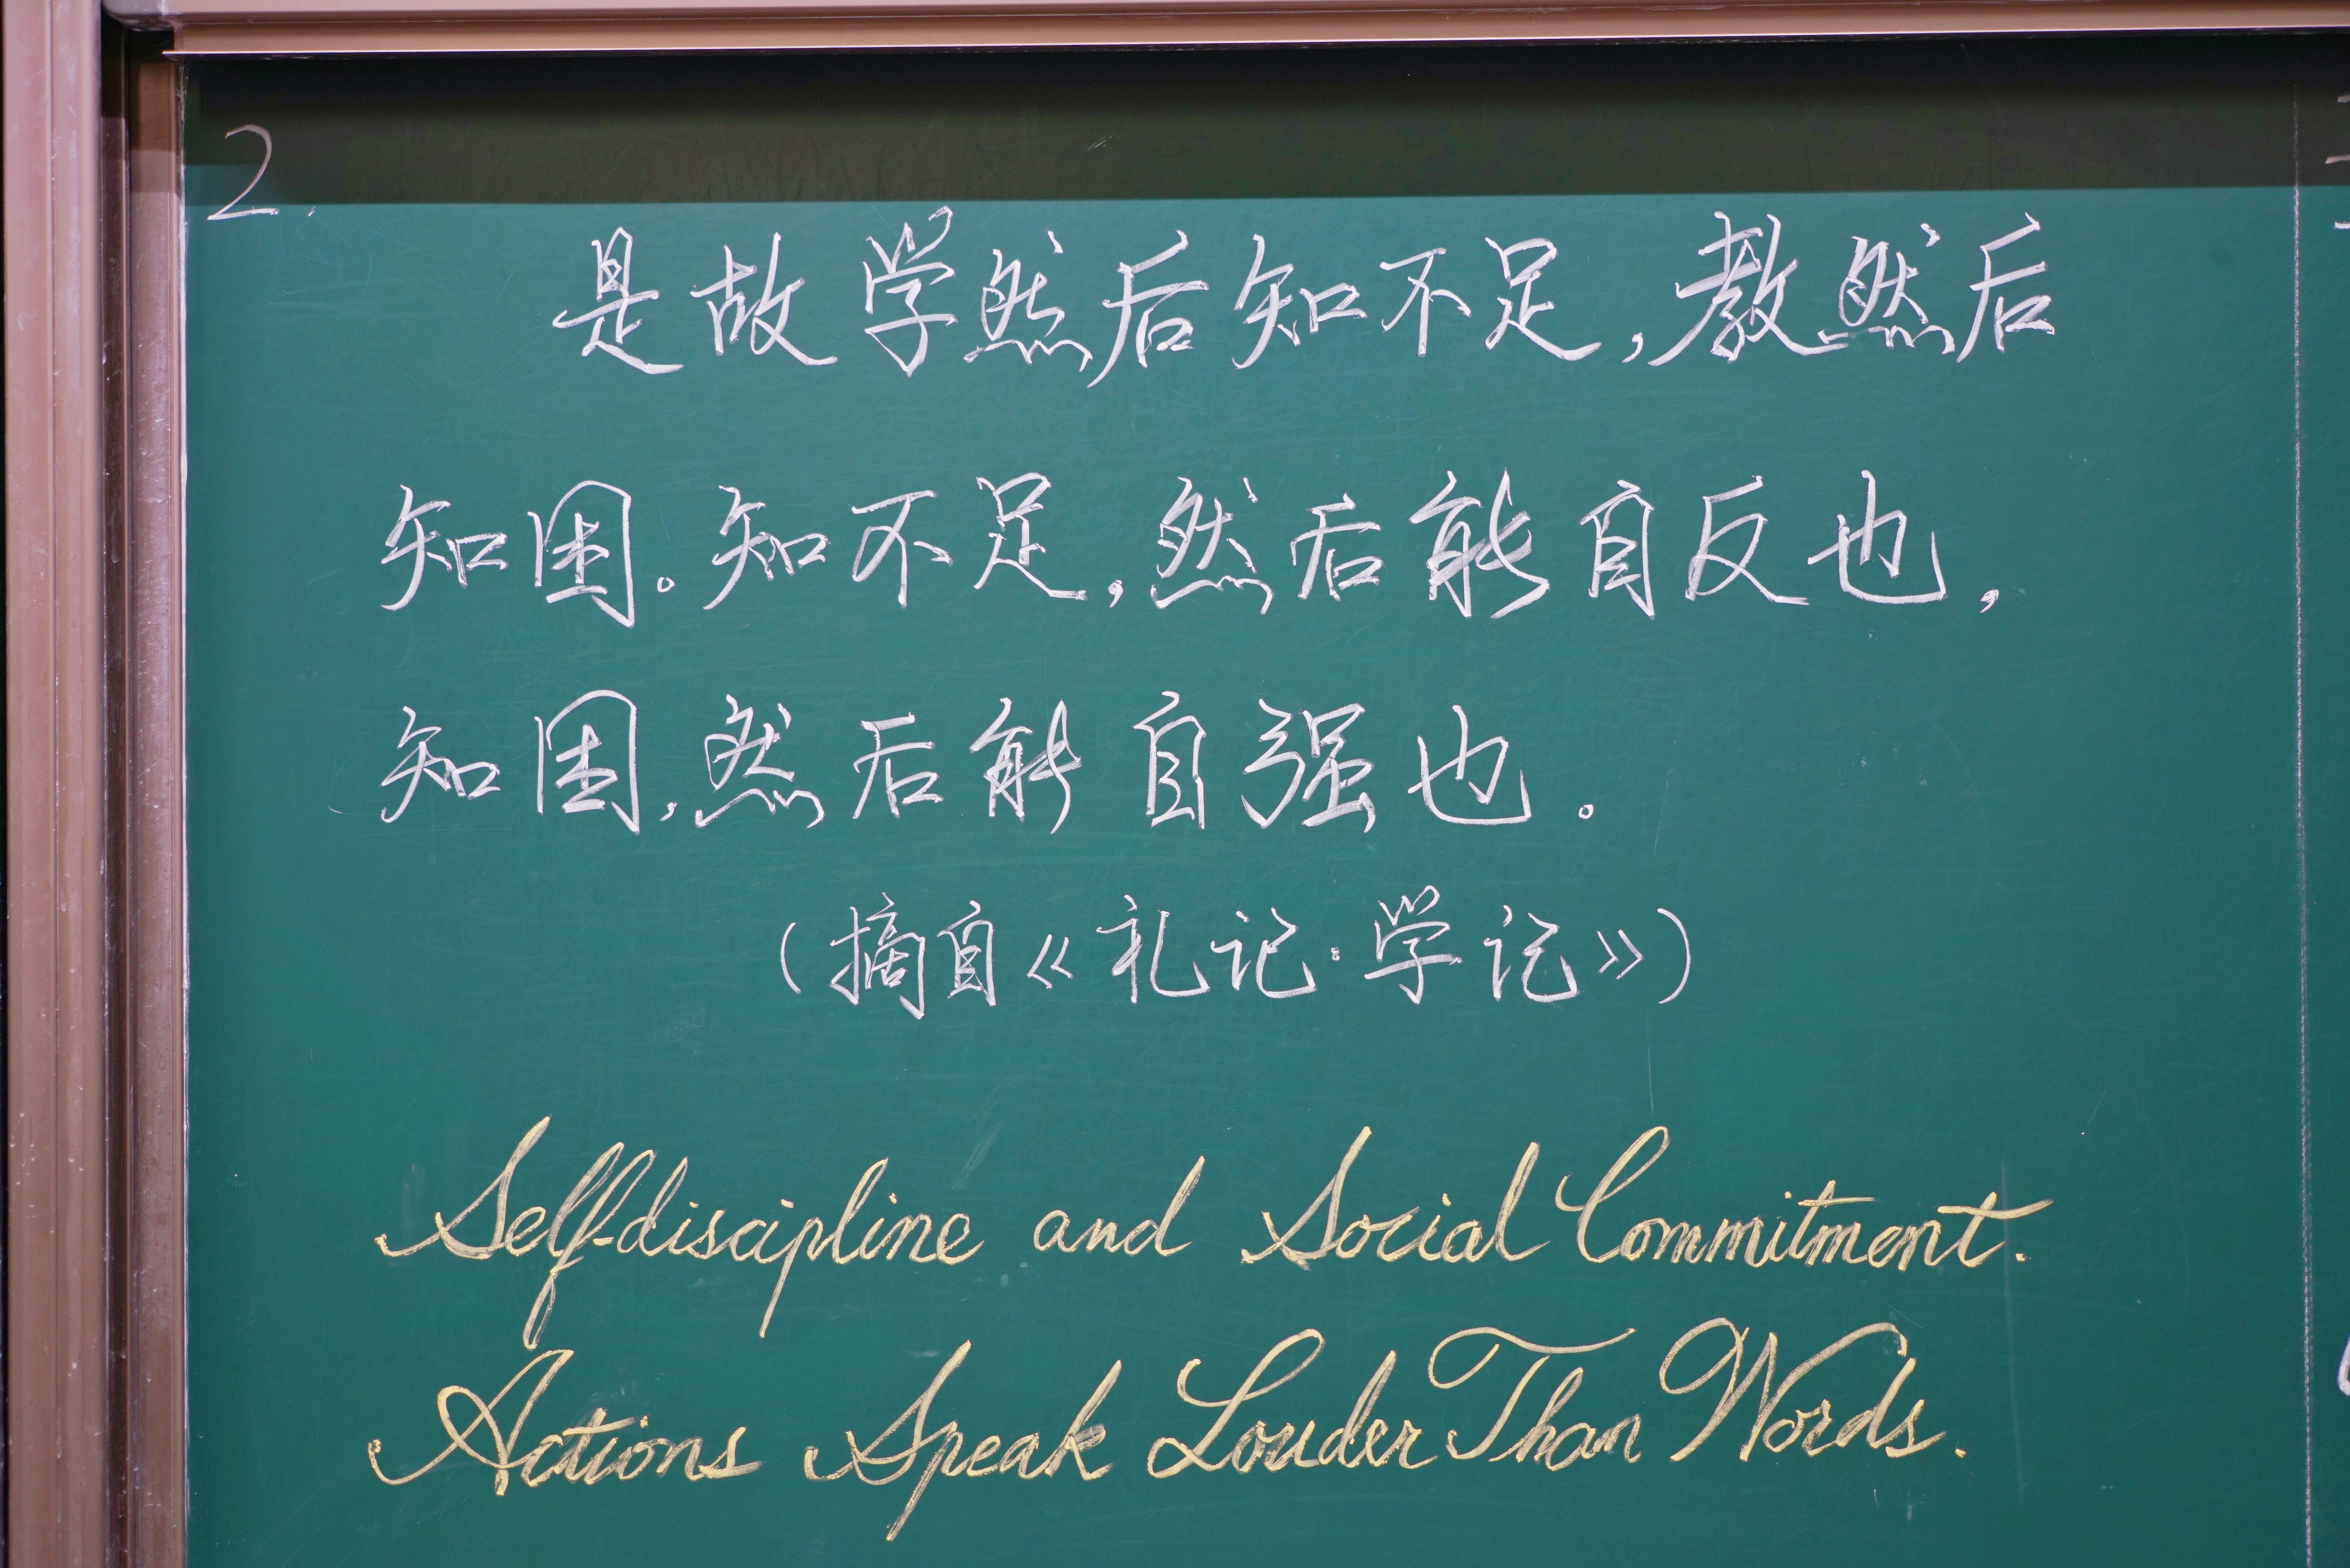 2.
是故学然后知不足,教然后
知困。知不足,然后能自反也,
知困,然后能自强也。
(摘自《礼记·学记》)
Self-discipline and Social Commitment.
Actions Speak Louder Than Words.